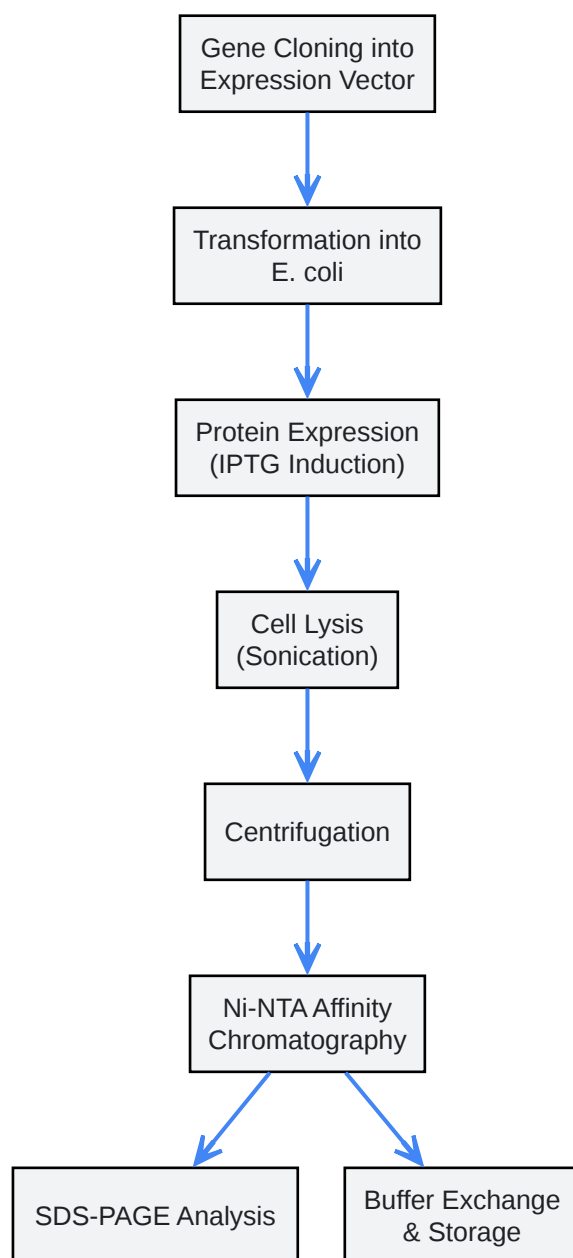 Gene Cloning into
Expression Vector
Transformation into
E. coli
Protein Expression
(IPTG Induction)
Cell Lysis
(Sonication)
Centrifugation
Ni-NTA Affinity
Chromatography
SDS-PAGE Analysis
Buffer Exchange
& Storage